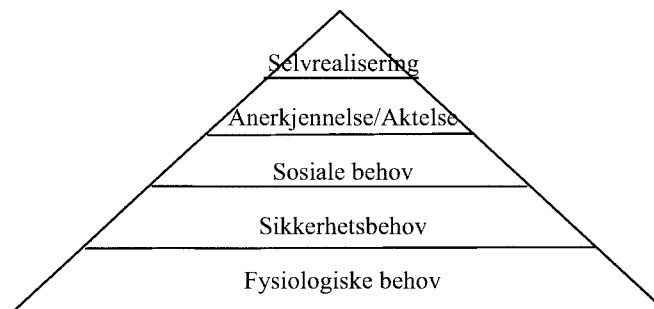 Selvrealisering
Anerkjennelse/Aktelse
Sosiale behov
Sikkerhetsbehov
Fysiologiske behov